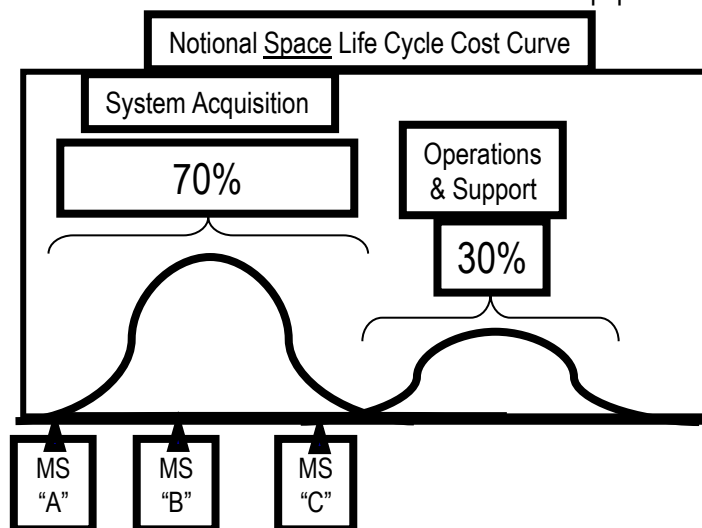 Notional Space Life Cycle Cost Curve
System Acquisition
70%
Operations
& Support
30%
MS
“A”
MS
“B”
MS
“C”